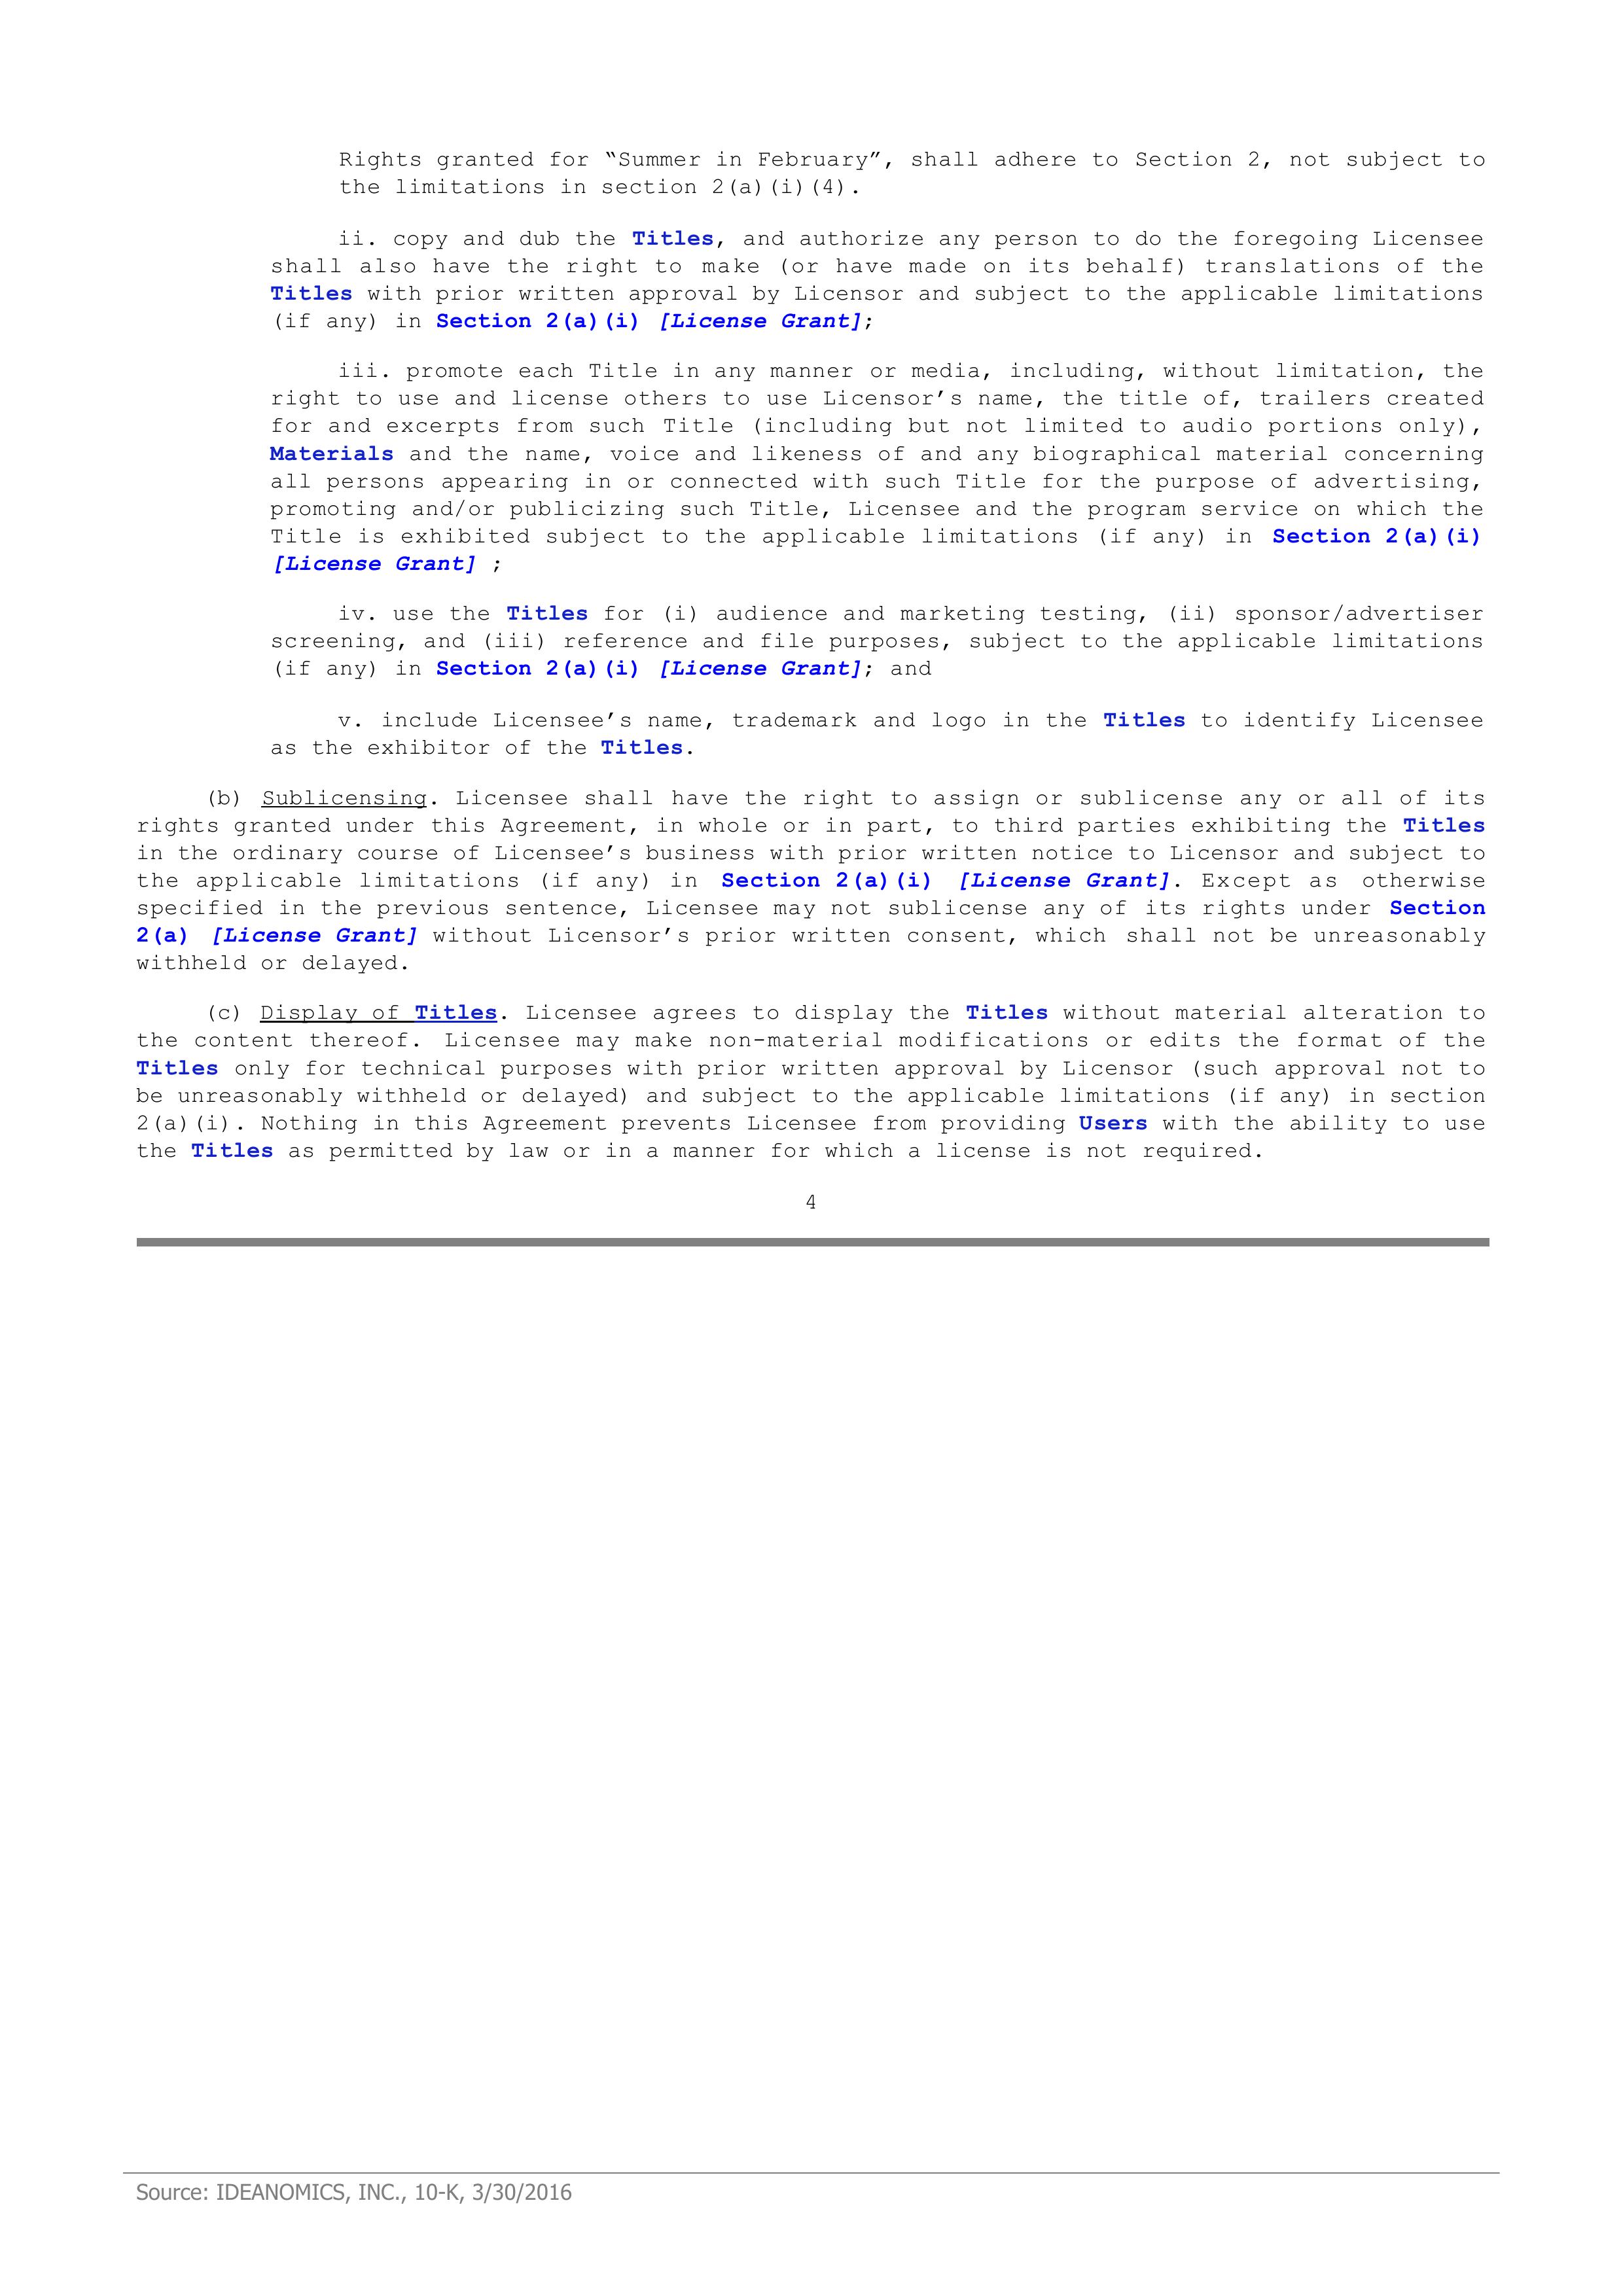 Rights granted for “Summer in February”, shall adhere to Section 2, not subject to
the limitations in section 2(a)(i)(4).
ii. copy and dub the Titles, and authorize any person to do the foregoing Licensee
shall also have the right to make (or have made on its behalf) translations of the
Titles with prior written approval by Licensor and subject to the applicable limitations
(if any) in Section 2(a)(i) [License Grant];
iii. promote each Title in any manner or media, including, without limitation, the
right to use and license others to use Licensor’s name, the title of, trailers created
for and excerpts from such Title (including but not limited to audio portions only),
Materials and the name, voice and likeness of and any biographical material concerning
all persons appearing in or connected with such Title for the purpose of advertising,
promoting and/or publicizing such Title, Licensee and the program service on which the
Title is exhibited subject to the applicable limitations (if any) in Section 2(a)(i)
[License Grant] ;
iv. use the Titles for (i) audience and marketing testing, (ii) sponsor/advertiser
screening, and (iii) reference and file purposes, subject to the applicable limitations
(if any) in Section 2(a)(i) [License Grant]; and
v. include Licensee’s name, trademark and logo in the Titles to identify Licensee
as the exhibitor of the Titles.
(b) Sublicensing. Licensee shall have the right to assign or sublicense any or all of its
rights granted under this Agreement, in whole or in part, to third parties exhibiting the Titles
in the ordinary course of Licensee’s business with prior written notice to Licensor and subject to
the applicable limitations (if any) in Section 2(a)(i) [License Grant]. Except as otherwise
specified in the previous sentence, Licensee may not sublicense any of its rights under Section
2(a) [License Grant] without Licensor’s prior written consent, which shall not be unreasonably
withheld or delayed.
(c) Display of Titles. Licensee agrees to display the Titles without material alteration to
the content thereof. Licensee may make non-material modifications or edits the format of the
Titles only for technical purposes with prior written approval by Licensor (such approval not to
be unreasonably withheld or delayed) and subject to the applicable limitations (if any) in section
2(a)(i). Nothing in this Agreement prevents Licensee from providing Users with the ability to use
the Titles as permitted by law or in a manner for which a license is not required.
4
Source: IDEANOMICS, INC., 10-K, 3/30/2016